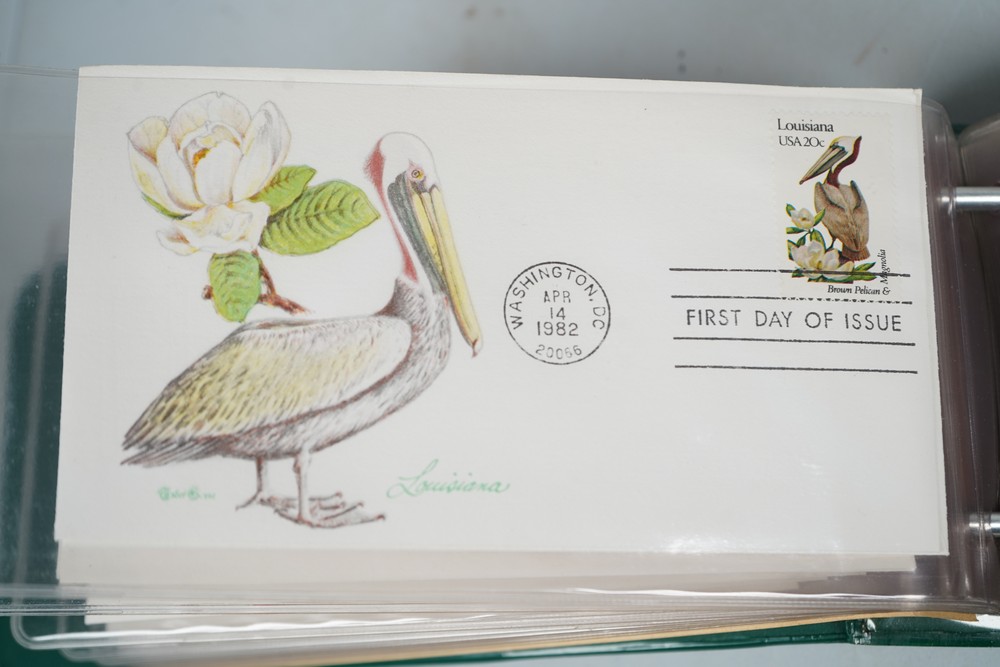 Louisiana
USA 20c
Brown Pelican &
Magnolia
WASHINGTON, DC
APR
14
1982
20066
FIRST DAY OF ISSUE
Louisiana